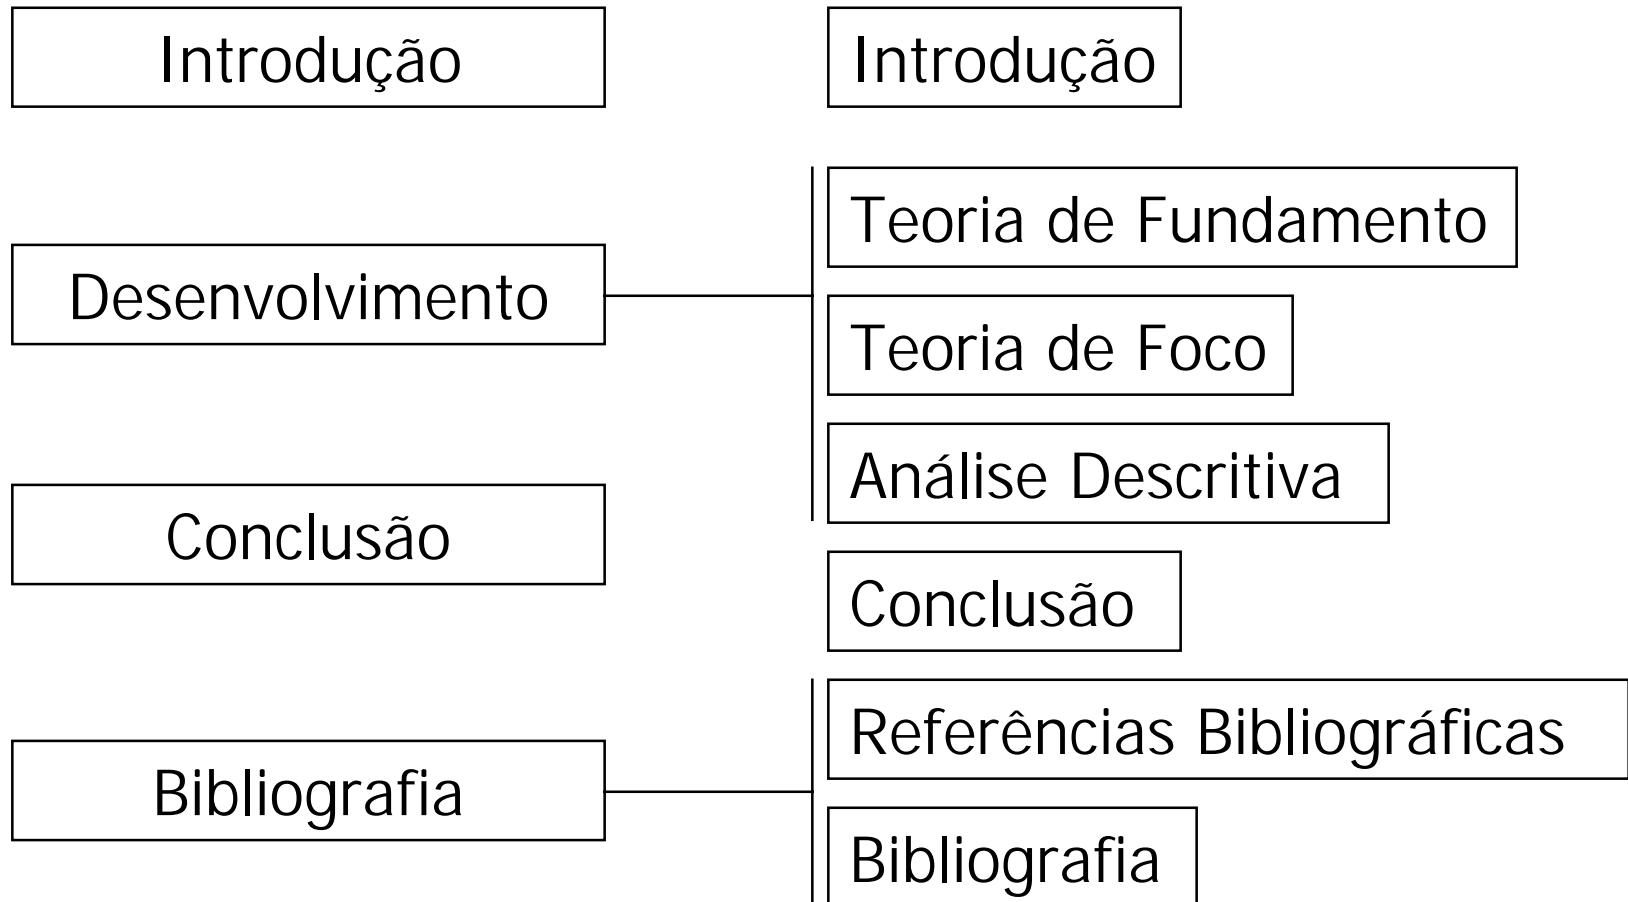 Introdução
Desenvolvimento
Conclusão
Bibliografia
Introdução
Teoria de Fundamento
Teoria de Foco
Análise Descritiva
Conclusão
Referências Bibliográficas
Bibliografia